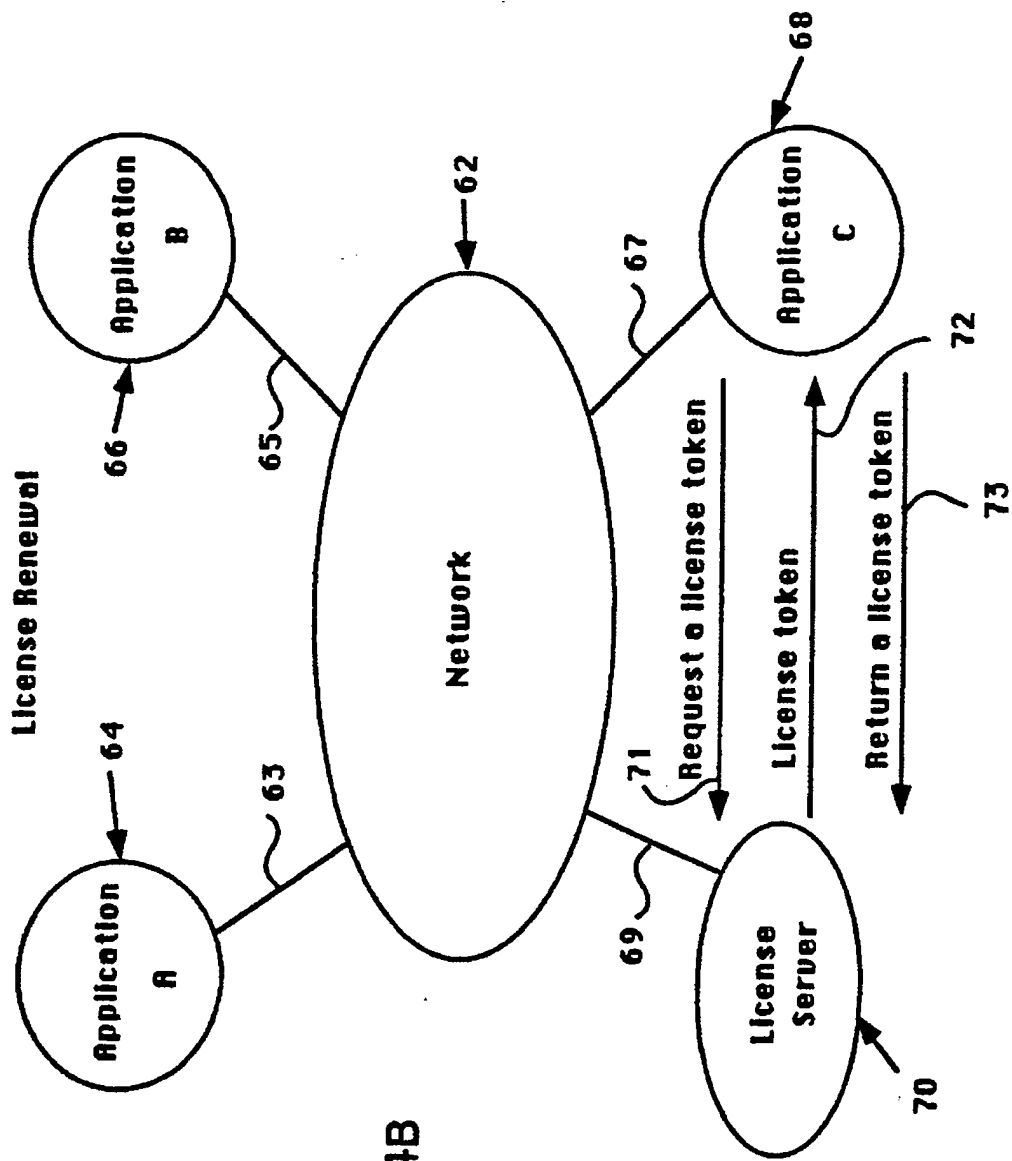 License Renewal
64
Application
A
63
66
Application
B
65
Network
62
69
License
Server
70
71
Request a license token
License token
72
Return a license token
73
67
Application
C
68